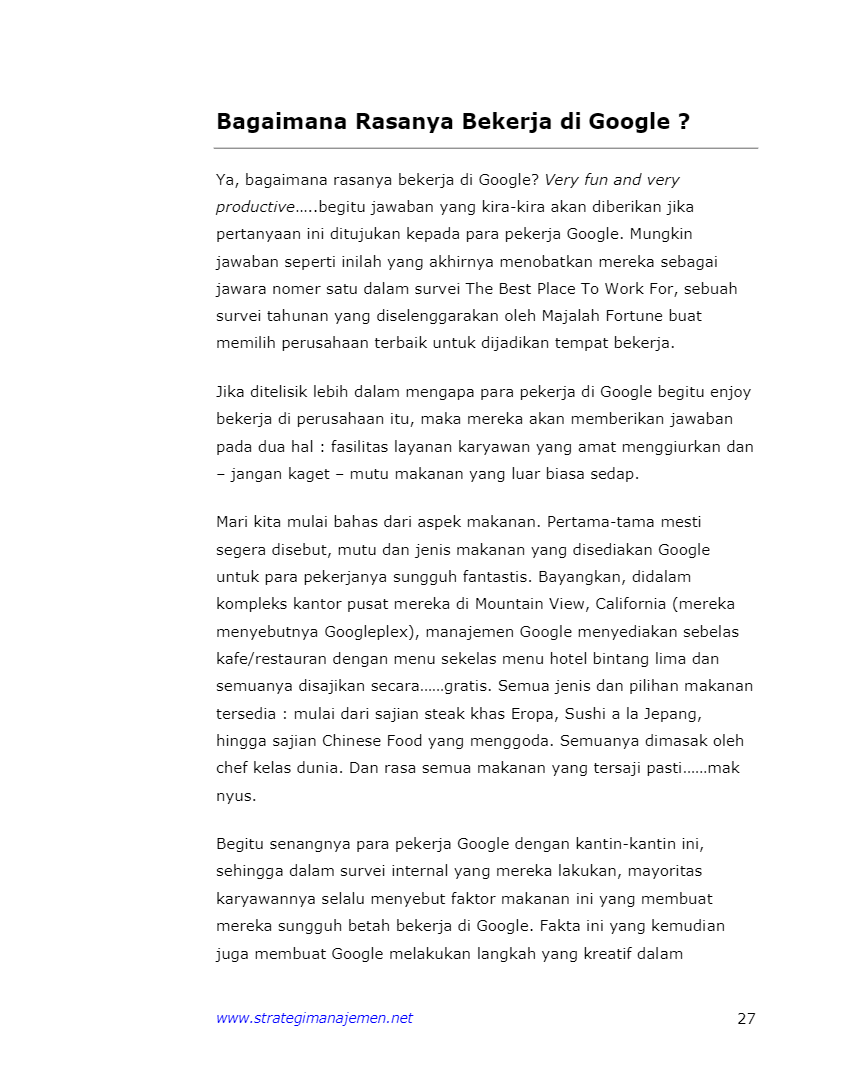 Bagaimana Rasanya Bekerja di Google ?
Ya, bagaimana rasanya bekerja di Google? Very fun and very
productive…..begitu jawaban yang kira-kira akan diberikan jika
pertanyaan ini ditujukan kepada para pekerja Google. Mungkin
jawaban seperti inilah yang akhirnya menobatkan mereka sebagai
jawara nomer satu dalam survei The Best Place To Work For, sebuah
survei tahunan yang diselenggarakan oleh Majalah Fortune buat
memilih perusahaan terbaik untuk dijadikan tempat bekerja.
Jika ditelisik lebih dalam mengapa para pekerja di Google begitu enjoy
bekerja di perusahaan itu, maka mereka akan memberikan jawaban
pada dua hal : fasilitas layanan karyawan yang amat menggiurkan dan
– jangan kaget – mutu makanan yang luar biasa sedap.
Mari kita mulai bahas dari aspek makanan. Pertama-tama mesti
segera disebut, mutu dan jenis makanan yang disediakan Google
untuk para pekerjanya sungguh fantastis. Bayangkan, didalam
kompleks kantor pusat mereka di Mountain View, California (mereka
menyebutnya Googleplex), manajemen Google menyediakan sebelas
kafe/restauran dengan menu sekelas menu hotel bintang lima dan
semuanya disajikan secara……gratis. Semua jenis dan pilihan makanan
tersedia : mulai dari sajian steak khas Eropa, Sushi a la Jepang,
hingga sajian Chinese Food yang menggoda. Semuanya dimasak oleh
chef kelas dunia. Dan rasa semua makanan yang tersaji pasti……mak
nyus.
Begitu senangnya para pekerja Google dengan kantin-kantin ini,
sehingga dalam survei internal yang mereka lakukan, mayoritas
karyawannya selalu menyebut faktor makanan ini yang membuat
mereka sungguh betah bekerja di Google. Fakta ini yang kemudian
juga membuat Google melakukan langkah yang kreatif dalam
www.strategimanajemen.net 27